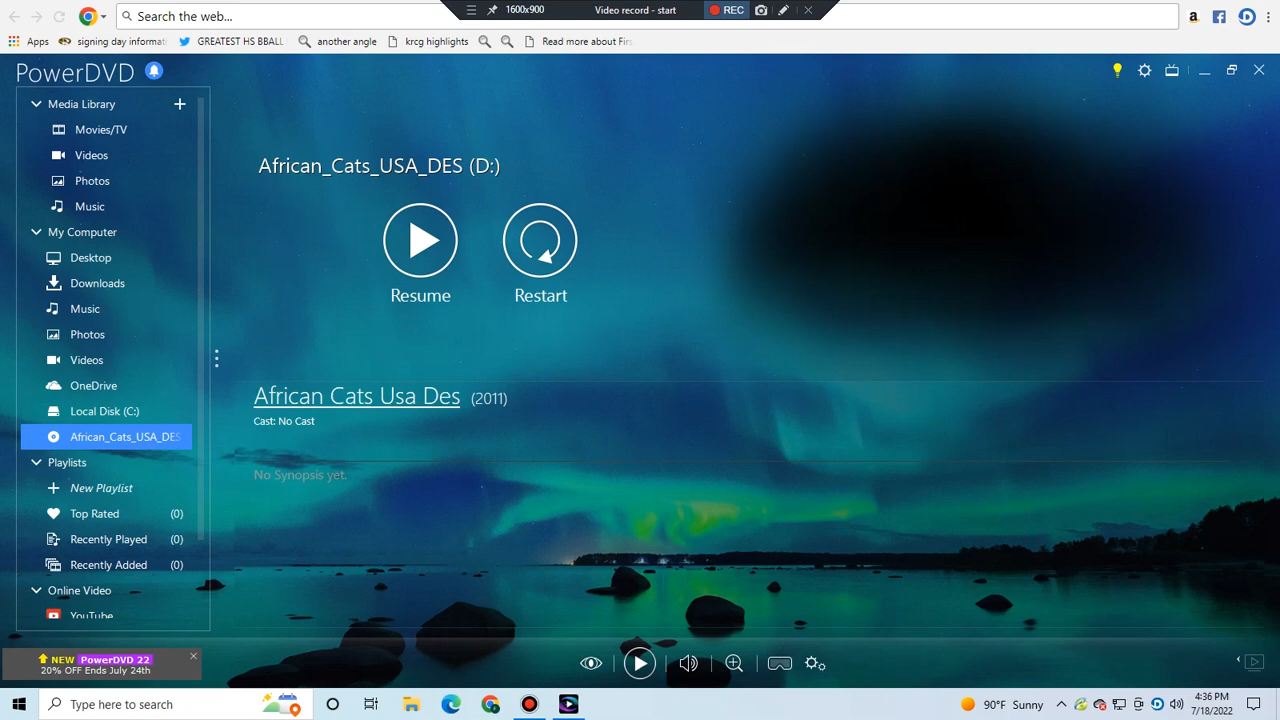 1600x900
Video record - start
REC
Search the web...
Apps
signing day informati
GREATEST HS BBALL
another angle
krcg highlights
Read more about Firs
PowerDVD
Media Library
Movies/TV
Videos
Photos
Music
My Computer
Desktop
Downloads
Music
Photos
Videos
OneDrive
Local Disk (C:)
African_Cats_USA_DES
Playlists
New Playlist
Top Rated (0)
Recently Played (0)
Recently Added (0)
Online Video
YouTube
African_Cats_USA_DES (D:)
Resume
Restart
African Cats Usa Des (2011)
Cast: No Cast
No Synopsis yet.
NEW PowerDVD 22
20% OFF Ends July 24th
Type here to search
90°F Sunny
4:36 PM
7/18/2022